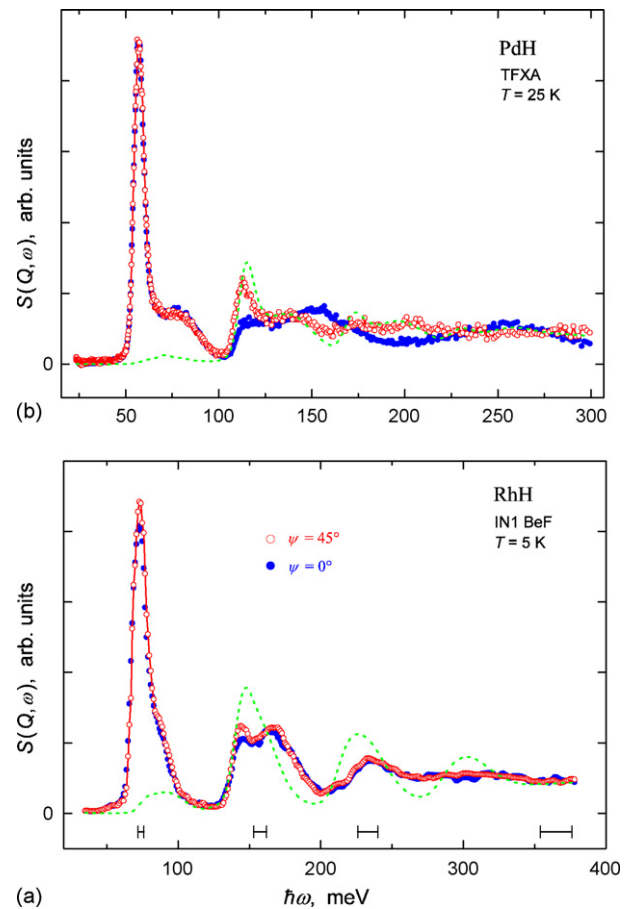 PdH
TFXA
T = 25 K
S(Q,ω), arb. units
0
(b)
50 100 150 200 250 300
RhH
IN1 BeF
T = 5 K
ψ = 45°
ψ = 0°
S(Q,ω), arb. units
0
100 200 300 400
(a)
ħω, meV